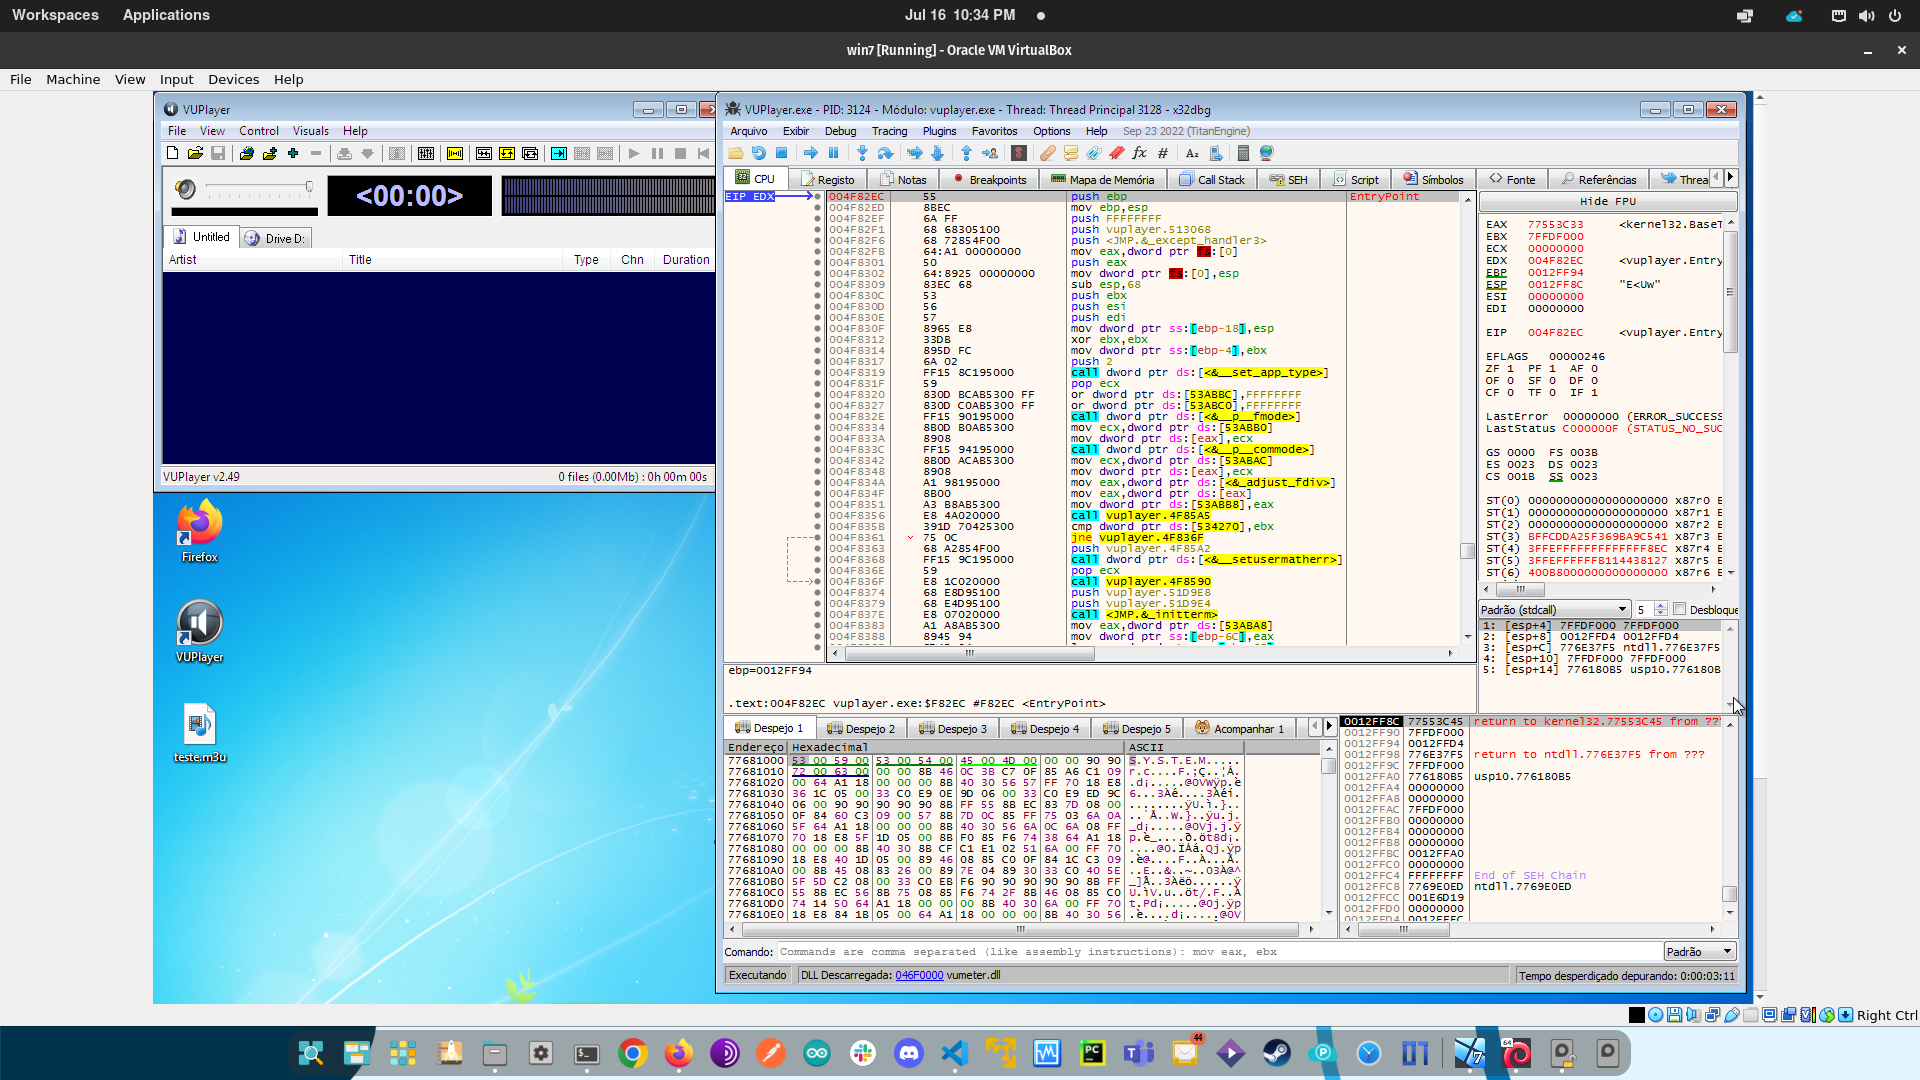 Workspaces Applications Jul 16 10:34 PM
win7 [Running] - Oracle VM VirtualBox
File Machine View Input Devices Help
VUPlayer
File View Control Visuals Help
<00:00>
Untitled Drive D:
Artist Title Type Chn Duration
VUPlayer v2.49 0 files (0.00Mb) : 0h 00m 00s
Firefox
VUPlayer
teste.m3u
VUPlayer.exe - PID: 3124 - Módulo: vuplayer.exe - Thread: Thread Principal 3128 - x32dbg
Arquivo Exibir Debug Tracing Plugins Favoritos Options Help Sep 23 2022 (TitanEngine)
CPU Registo Notas Breakpoints Mapa de Memória Call Stack SEH Script Símbolos Fonte Referências Threa
EIP EDX
004F82EC 55 push ebp EntryPoint
004F82ED 8BEC mov ebp,esp
004F82EF 6A FF push FFFFFFFF
004F82F1 68 68305100 push vuplayer.513068
004F82F6 68 72854F00 push <JMP.&_except_handler3>
004F82FB 64:A1 00000000 mov eax,dword ptr fs:[0]
004F8301 50 push eax
004F8302 64:8925 00000000 mov dword ptr fs:[0],esp
004F8309 83EC 68 sub esp,68
004F830C 53 push ebx
004F830D 56 push esi
004F830E 57 push edi
004F830F 8965 E8 mov dword ptr ss:[ebp-18],esp
004F8312 33DB xor ebx,ebx
004F8314 895D FC mov dword ptr ss:[ebp-4],ebx
004F8317 6A 02 push 2
004F8319 FF15 8C195000 call dword ptr ds:[<&__set_app_type>]
004F831F 59 pop ecx
004F8320 830D BCAB5300 FF or dword ptr ds:[53ABBC],FFFFFFFF
004F8327 830D C0AB5300 FF or dword ptr ds:[53ABC0],FFFFFFFF
004F832E FF15 90195000 call dword ptr ds:[<&__p__fmode>]
004F8334 8B0D B0AB5300 mov ecx,dword ptr ds:[53ABB0]
004F833A 8908 mov dword ptr ds:[eax],ecx
004F833C FF15 94195000 call dword ptr ds:[<&__p__commode>]
004F8342 8B0D ACAB5300 mov ecx,dword ptr ds:[53ABAC]
004F8348 8908 mov dword ptr ds:[eax],ecx
004F834A A1 98195000 mov eax,dword ptr ds:[<&_adjust_fdiv>]
004F834F 8B00 mov eax,dword ptr ds:[eax]
004F8351 A3 B8AB5300 mov dword ptr ds:[53ABB8],eax
004F8356 E8 4A020000 call vuplayer.4F85A5
004F835B 391D 70425300 cmp dword ptr ds:[534270],ebx
004F8361 75 0C jne vuplayer.4F836F
004F8363 68 A2854F00 push vuplayer.4F85A2
004F8368 FF15 9C195000 call dword ptr ds:[<&__setusermatherr>]
004F836E 59 pop ecx
004F836F E8 1C020000 call vuplayer.4F8590
004F8374 68 E8D95100 push vuplayer.51D9E8
004F8379 68 E4D95100 push vuplayer.51D9E4
004F837E E8 07020000 call <JMP.&_initterm>
004F8383 A1 A8AB5300 mov eax,dword ptr ds:[53ABA8]
004F8388 8945 94 mov dword ptr ss:[ebp-6C],eax
Hide FPU
EAX 77553C33 <kernel32.BaseT
EBX 7FFDF000
ECX 00000000
EDX 004F82EC <vuplayer.Entry
EBP 0012FF94
ESP 0012FF8C "E<Uw"
ESI 00000000
EDI 00000000
EIP 004F82EC <vuplayer.Entry
EFLAGS 00000246
ZF 1 PF 1 AF 0
OF 0 SF 0 DF 0
CF 0 TF 0 IF 1
LastError 00000000 (ERROR_SUCCESS
LastStatus C000000F (STATUS_NO_SUC
GS 0000 FS 003B
ES 0023 DS 0023
CS 001B SS 0023
ST(0) 00000000000000000000 x87r0 E
ST(1) 00000000000000000000 x87r1 E
ST(2) 00000000000000000000 x87r2 E
ST(3) BFFCDDA25F369BA9C541 x87r3 E
ST(4) 3FFEFFFFFFFFFFFFF8EC x87r4 E
ST(5) 3FFEFFFFFFB114438127 x87r5 E
ST(6) 400B8000000000000000 x87r6 E
Padrão (stdcall) 5 Desbloque
1: [esp+4] 7FFDF000 7FFDF000
2: [esp+8] 0012FFD4 0012FFD4
3: [esp+C] 776E37F5 ntdll.776E37F5
4: [esp+10] 7FFDF000 7FFDF000
5: [esp+14] 776180B5 usp10.776180B
ebp=0012FF94
.text:004F82EC vuplayer.exe:$F82EC #F82EC <EntryPoint>
Despejo 1 Despejo 2 Despejo 3 Despejo 4 Despejo 5 Acompanhar 1
Endereço Hexadecimal ASCII
77681000 53 00 59 00 53 00 54 00 45 00 4D 00 00 00 90 90 S.Y.S.T.E.M.....
77681010 72 00 63 00 00 00 8B 46 0C 3B C7 0F 85 A6 C1 09
77681020 00 64 A1 18 00 00 00 8B 40 30 56 57 FF 70 18 E8
77681030 36 1C 05 00 33 C0 E9 0E 9D 06 00 33 C0 E9 ED 9C
77681040 06 00 90 90 90 90 90 8B FF 55 8B EC 83 7D 08 00
77681050 0F 84 60 C3 09 00 57 8B 7D 0C 85 FF 75 03 6A 0A
77681060 5F 64 A1 18 00 00 00 8B 40 30 56 6A 0C 6A 08 FF
77681070 70 18 E8 5F 1D 05 00 8B F0 85 F6 74 38 64 A1 18
77681080 00 00 00 8B 40 30 8B CF C1 E1 02 51 6A 00 FF 70
77681090 18 E8 40 1D 05 00 89 46 08 85 C0 0F 84 1C C3 09
776810A0 00 8B 45 08 83 26 00 89 7E 04 89 30 33 C0 40 5E
776810B0 5F 5D C2 08 00 33 C0 EB F6 90 90 90 90 90 8B FF
776810C0 55 8B EC 56 8B 75 08 85 F6 74 2F 8B 46 08 85 C0
776810D0 74 14 50 64 A1 18 00 00 00 8B 40 30 6A 00 FF 70
776810E0 18 E8 84 1B 05 00 64 A1 18 00 00 00 8B 40 30 56
0012FF8C 77553C45 return to kernel32.77553C45 from ???
0012FF90 7FFDF000
0012FF94 0012FFD4
0012FF98 776E37F5 return to ntdll.776E37F5 from ???
0012FF9C 7FFDF000
0012FFA0 776180B5 usp10.776180B5
0012FFA4 00000000
0012FFA8 00000000
0012FFAC 7FFDF000
0012FFB0 00000000
0012FFB4 00000000
0012FFB8 00000000
0012FFBC 0012FFA0
0012FFC0 00000000
0012FFC4 FFFFFFFF End of SEH Chain
0012FFC8 7769E0ED ntdll.7769E0ED
0012FFCC 001E6D19
0012FFD0 00000000
Comando: Commands are comma separated (like assembly instructions): mov eax, ebx Padrão
Executando DLL Descarregada: 046F0000 vumeter.dll Tempo desperdiçado depurando: 0:00:03:11
Right Ctrl
44
64